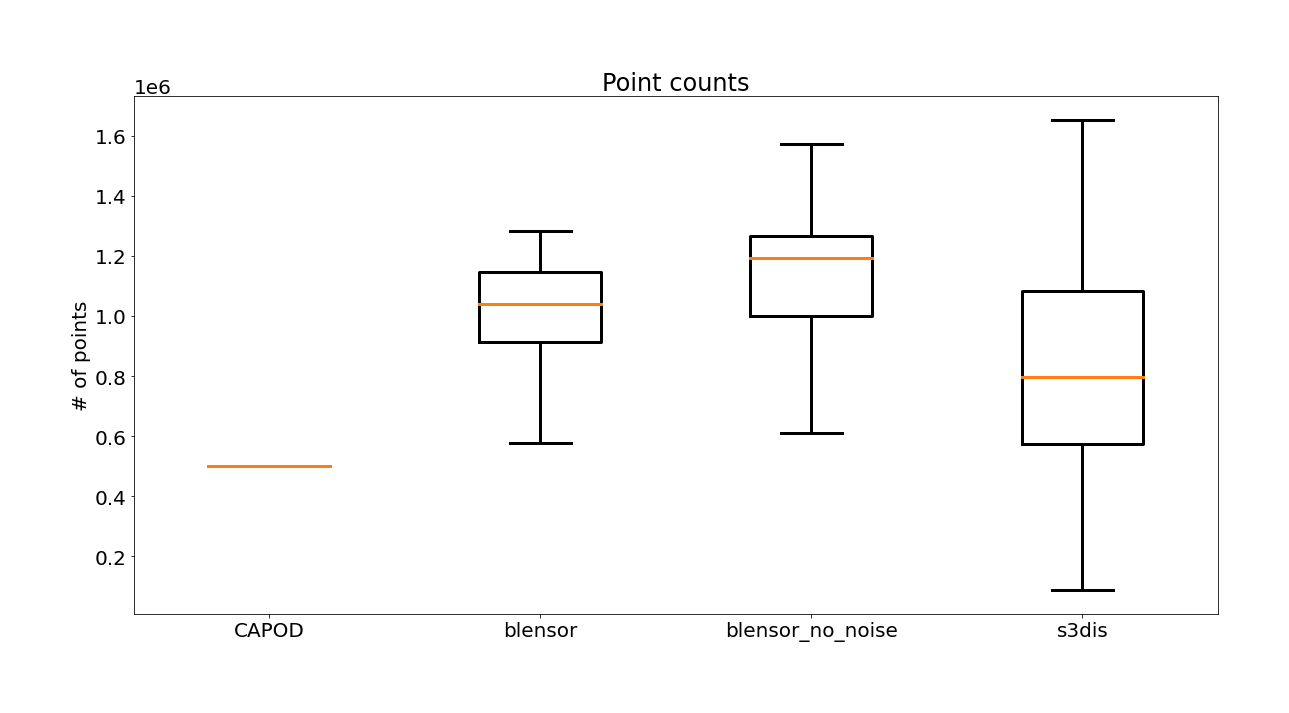 Point counts
1e6
1.6
1.4
1.2
1.0
0.8
0.6
0.4
0.2
# of points
CAPOD
blensor
blensor_no_noise
s3dis